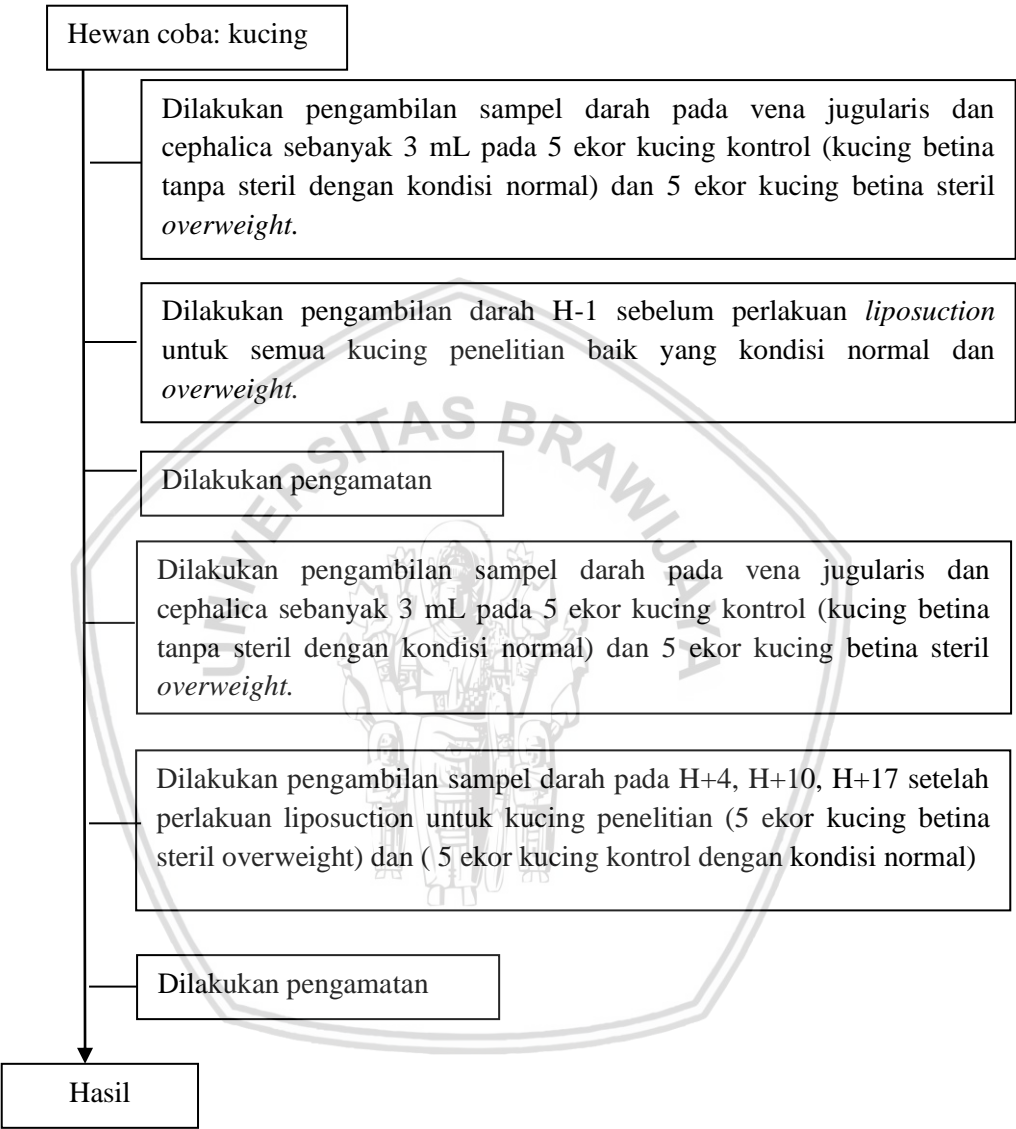 Hewan coba: kucing
Dilakukan pengambilan sampel darah pada vena jugularis dan
cephalica sebanyak 3 mL pada 5 ekor kucing kontrol (kucing betina
tanpa steril dengan kondisi normal) dan 5 ekor kucing betina steril
overweight.
Dilakukan pengambilan darah H-1 sebelum perlakuan liposuction
untuk semua kucing penelitian baik yang kondisi normal dan
overweight.
UNIVERSITAS BRAWIJAYA
Dilakukan pengamatan
Dilakukan pengambilan sampel darah pada vena jugularis dan
cephalica sebanyak 3 mL pada 5 ekor kucing kontrol (kucing betina
tanpa steril dengan kondisi normal) dan 5 ekor kucing betina steril
overweight.
Dilakukan pengambilan sampel darah pada H+4, H+10, H+17 setelah
perlakuan liposuction untuk kucing penelitian (5 ekor kucing betina
steril overweight) dan ( 5 ekor kucing kontrol dengan kondisi normal)
Dilakukan pengamatan
Hasil